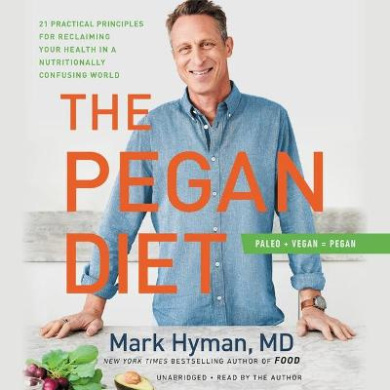 21 PRACTICAL PRINCIPLES
FOR RECLAIMING
YOUR HEALTH IN A
NUTRITIONALLY
CONFUSING WORLD
THE
PEGAN
DIET
PALEO + VEGAN = PEGAN
Mark Hyman, MD
NEW YORK TIMES BESTSELLING AUTHOR OF FOOD
UNABRIDGED • READ BY THE AUTHOR